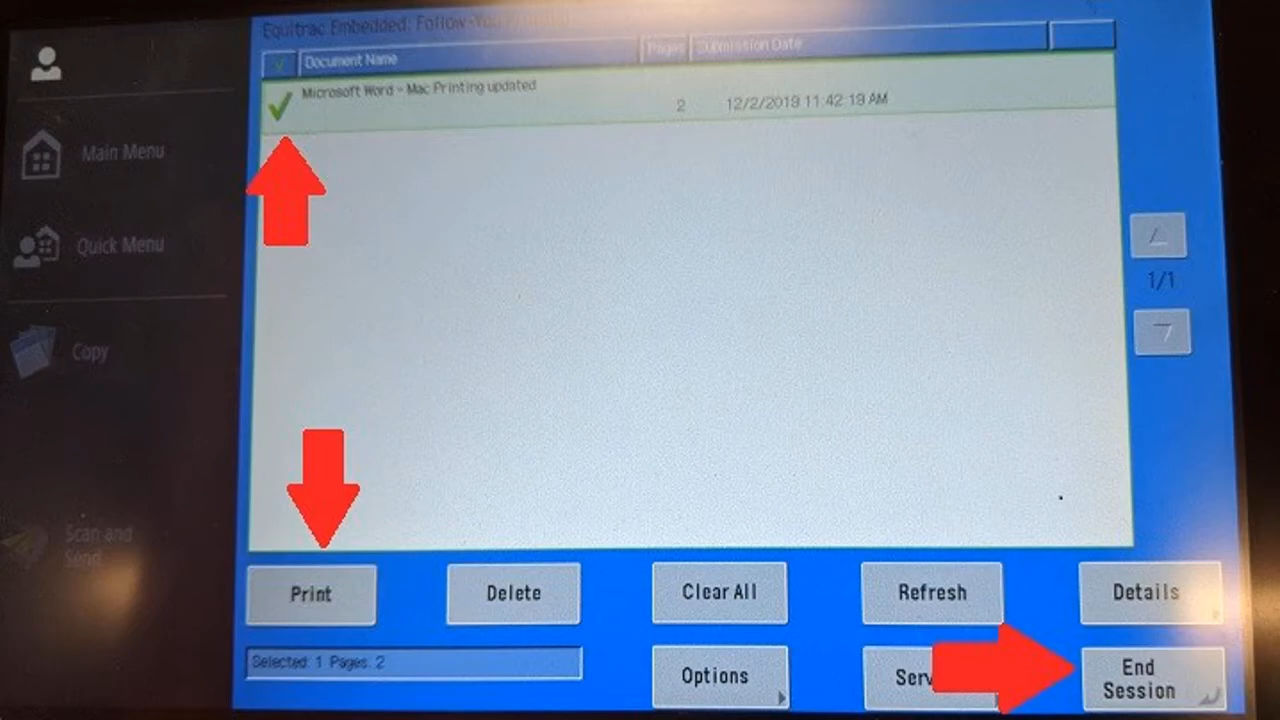 Equitrac Embedded: Follow-You Printing
Document Name Pages Submission Date
Microsoft Word - Mac Printing updated
2 12/2/2019 11:42:19 AM
Main Menu
Quick Menu
1/1
Copy
Scan and
Send
Print Delete Clear All Refresh Details
Selected: 1 Pages: 2
Options
End
Session